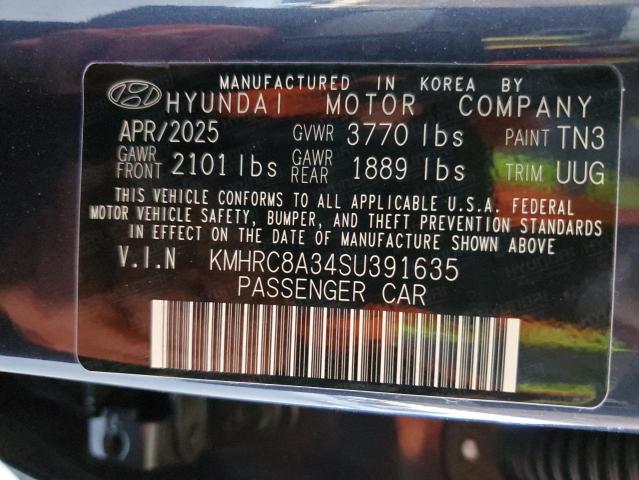 MANUFACTURED IN KOREA BY
HYUNDAI MOTOR COMPANY
APR/2025 GVWR 3770 lbs PAINT TN3
GAWR FRONT 2101 lbs GAWR REAR 1889 lbs TRIM UUG
THIS VEHICLE CONFORMS TO ALL APPLICABLE U.S.A. FEDERAL
MOTOR VEHICLE SAFETY, BUMPER, AND THEFT PREVENTION STANDARDS
IN EFFECT ON THE DATE OF MANUFACTURE SHOWN ABOVE
V.I.N KMHRC8A34SU391635
PASSENGER CAR